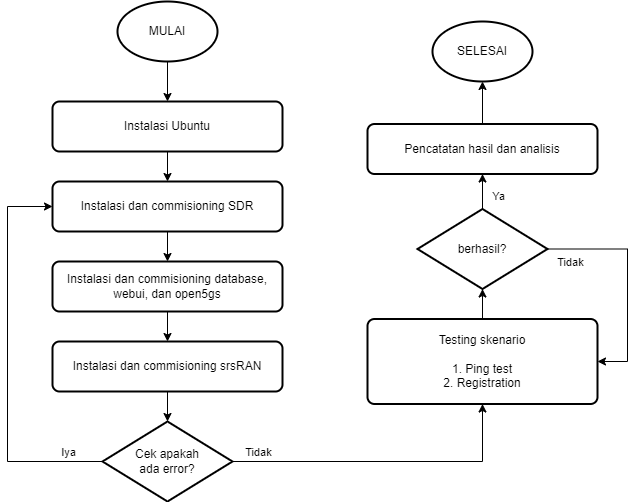 MULAI
Instalasi Ubuntu
Instalasi dan commisioning SDR
Instalasi dan commisioning database,
webui, dan open5gs
Instalasi dan commisioning srsRAN
Cek apakah
ada error?
Iya
Tidak
Testing skenario
1. Ping test
2. Registration
berhasil?
Tidak
Ya
Pencatatan hasil dan analisis
SELESAI